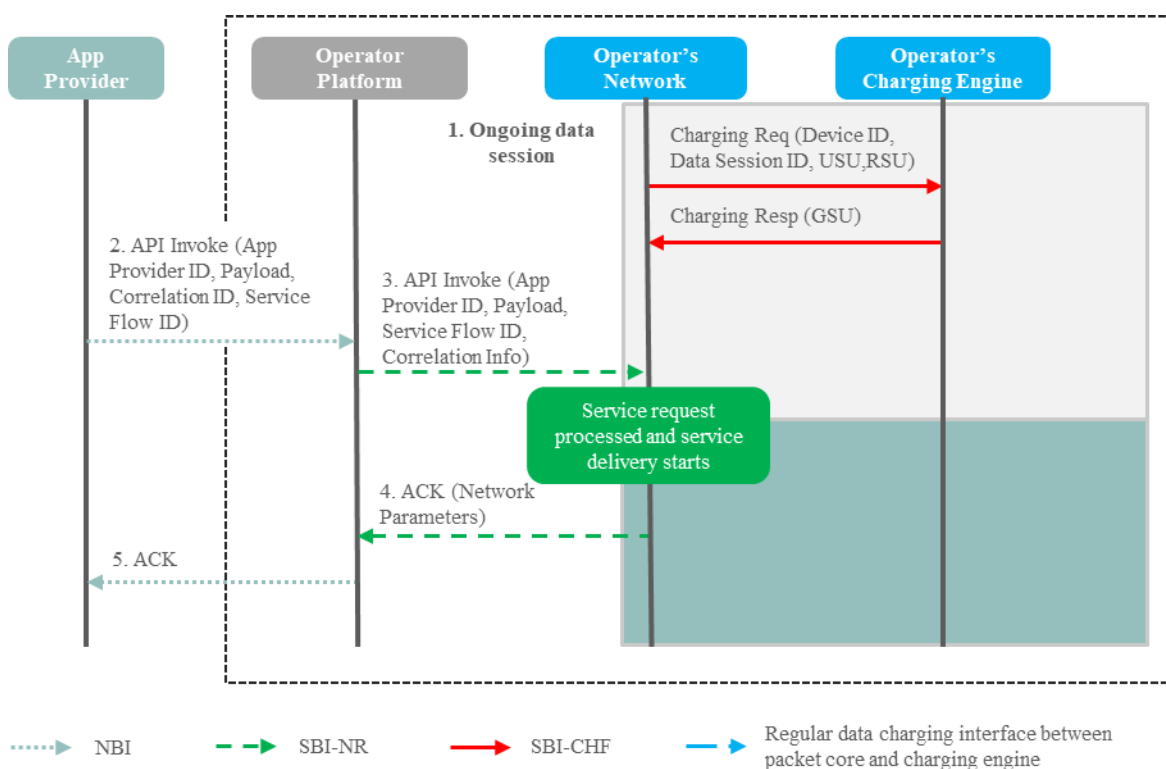 App
Provider
Operator
Platform
Operator's
Network
Operator's
Charging Engine
1. Ongoing data
session
Charging Req (Device ID,
Data Session ID, USU,RSU)
Charging Resp (GSU)
2. API Invoke (App
Provider ID, Payload,
Correlation ID, Service
Flow ID)
3. API Invoke (App
Provider ID, Payload,
Service Flow ID,
Correlation Info)
Service request
processed and service
delivery starts
4. ACK (Network
Parameters)
5. ACK
NBI
SBI-NR
SBI-CHF
Regular data charging interface between
packet core and charging engine